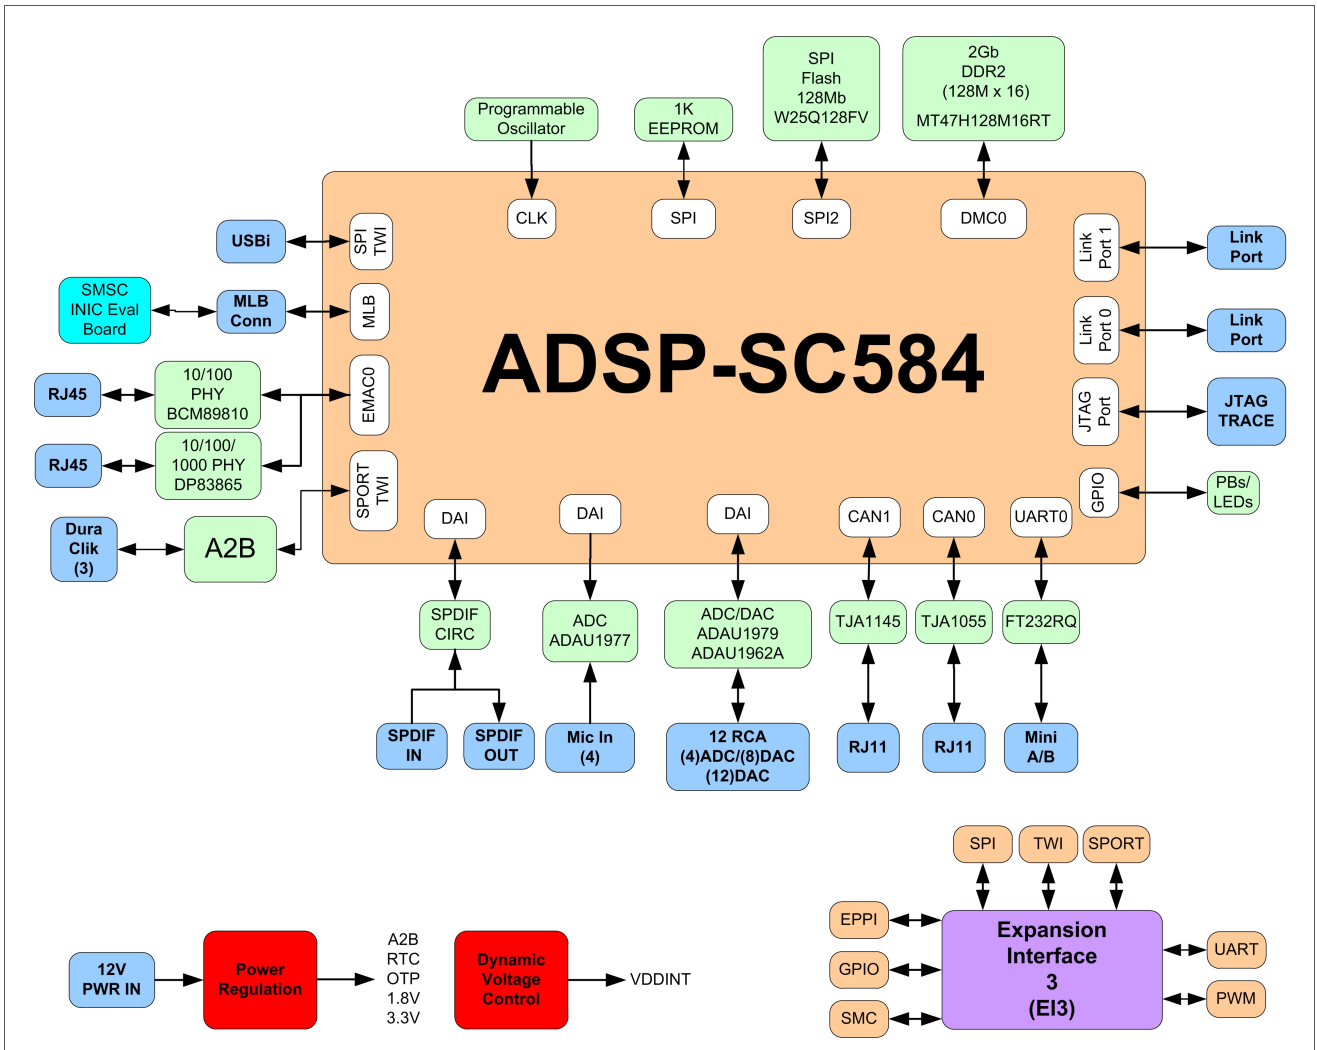 SPI
Flash
128Mb
W25Q128FV
2Gb
DDR2
(128M x 16)
MT47H128M16RT
Programmable
Oscillator
1K
EEPROM
CLK
SPI
SPI2
DMC0
USBi
SPI
TWI
Link
Port 1
Link
Port
SMSC
INIC Eval
Board
MLB
Conn
MLB
Link
Port 0
Link
Port
ADSP-SC584
RJ45
10/100
PHY
BCM89810
EMAC0
JTAG
Port
JTAG
TRACE
RJ45
10/100/
1000 PHY
DP83865
SPORT
TWI
GPIO
PBs/
LEDs
Dura
Clik
(3)
A2B
DAI
DAI
DAI
CAN1
CAN0
UART0
SPDIF
CIRC
ADC
ADAU1977
ADC/DAC
ADAU1979
ADAU1962A
TJA1145
TJA1055
FT232RQ
SPDIF
IN
SPDIF
OUT
Mic In
(4)
12 RCA
(4)ADC/(8)DAC
(12)DAC
RJ11
RJ11
Mini
A/B
12V
PWR IN
Power
Regulation
A2B
RTC
OTP
1.8V
3.3V
Dynamic
Voltage
Control
VDDINT
SPI
TWI
SPORT
EPPI
GPIO
SMC
Expansion
Interface
3
(EI3)
UART
PWM